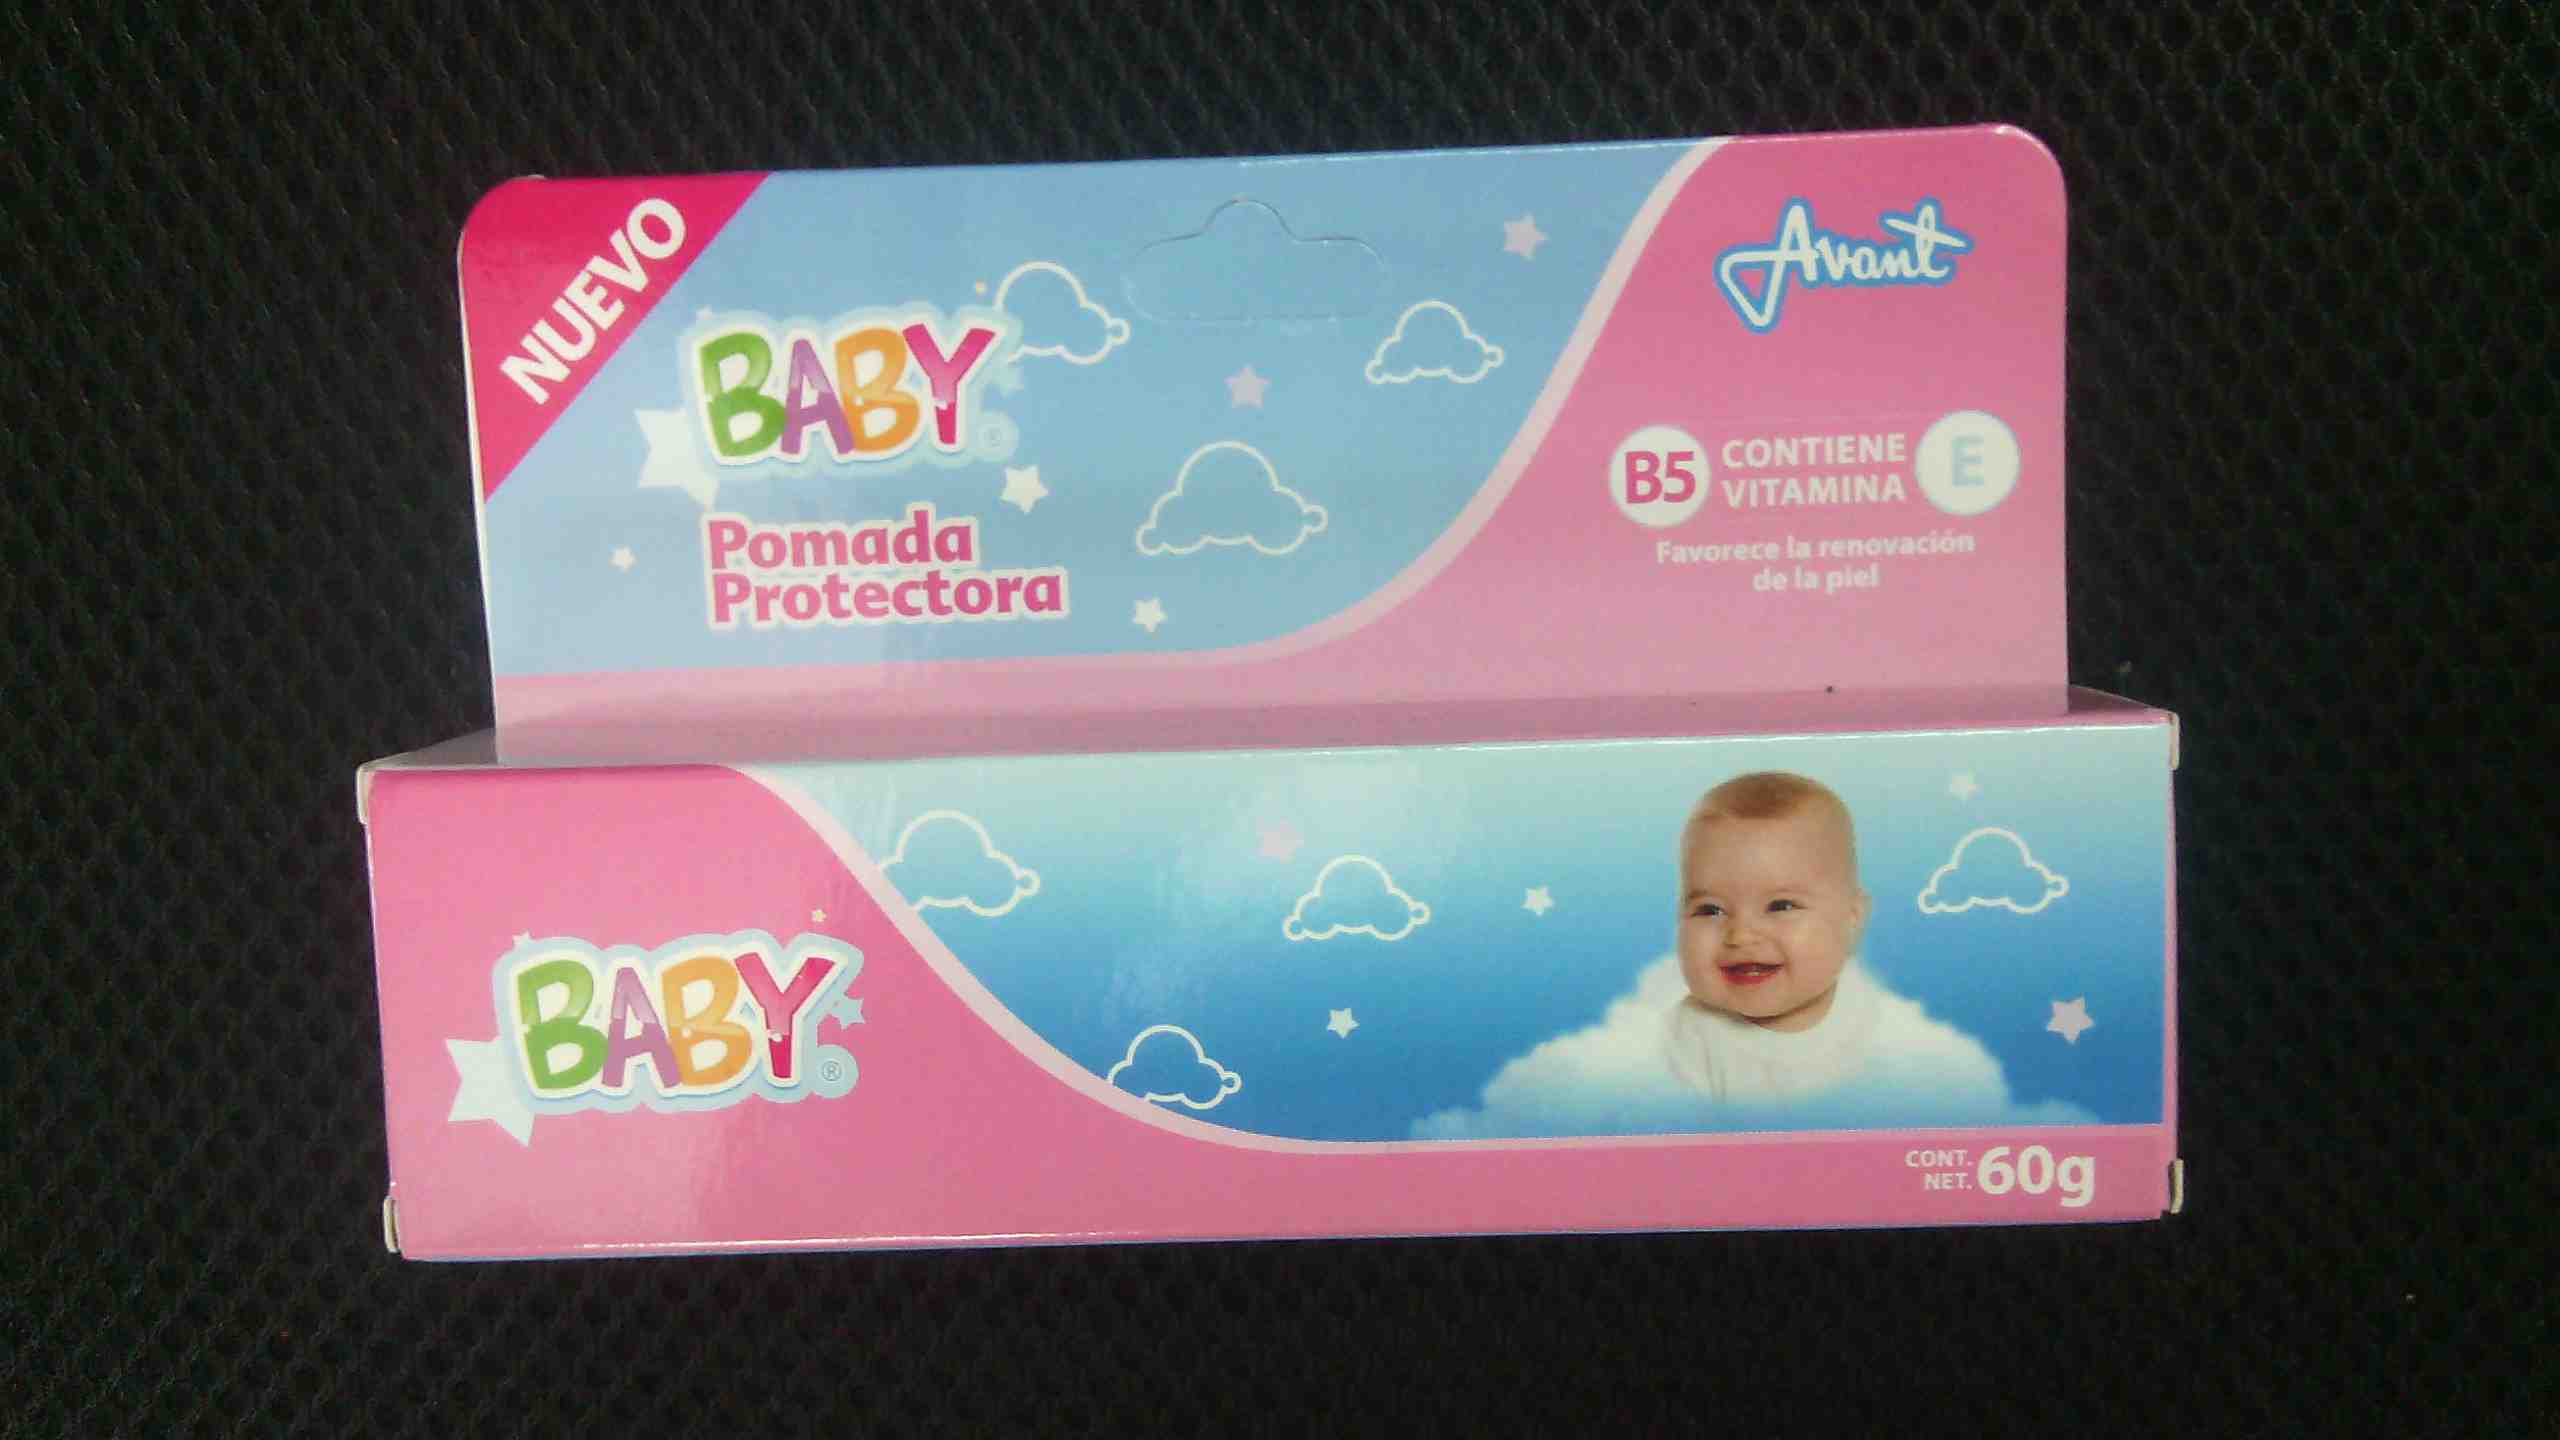 NUEVO
BABY®
Pomada
Protectora
Avant
B5 CONTIENE VITAMINA E
Favorece la renovación
de la piel
BABY®
CONT. NET. 60g